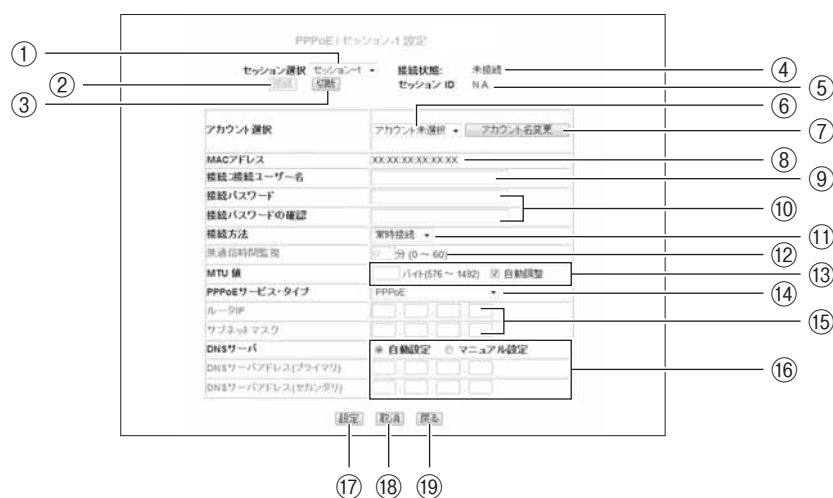 PPPoE / セッション-1 設定
① セッション選択 セッション-1 接続状態: 未接続 ④
② 接続 切断 セッション ID: N.A. ⑤
③
⑥
アカウント選択 アカウント未選択 アカウント名変更 ⑦
MACアドレス XX:XX:XX:XX:XX:XX ⑧
接続ユーザー名 ⑨
接続パスワード
接続パスワードの確認 ⑩
接続方法 常時接続 ⑪
無通信時間監視 0 分 (0 ～ 60) ⑫
MTU 値 バイト(576 ～ 1492) 自動調整 ⑬
PPPoEサービス・タイプ PPPoE ⑭
ルータIP
サブネットマスク ⑮
DNSサーバ 自動設定 マニュアル設定
DNSサーバアドレス(プライマリ) ⑯
DNSサーバアドレス(セカンダリ)
設定 取消 戻る
⑰ ⑱ ⑲